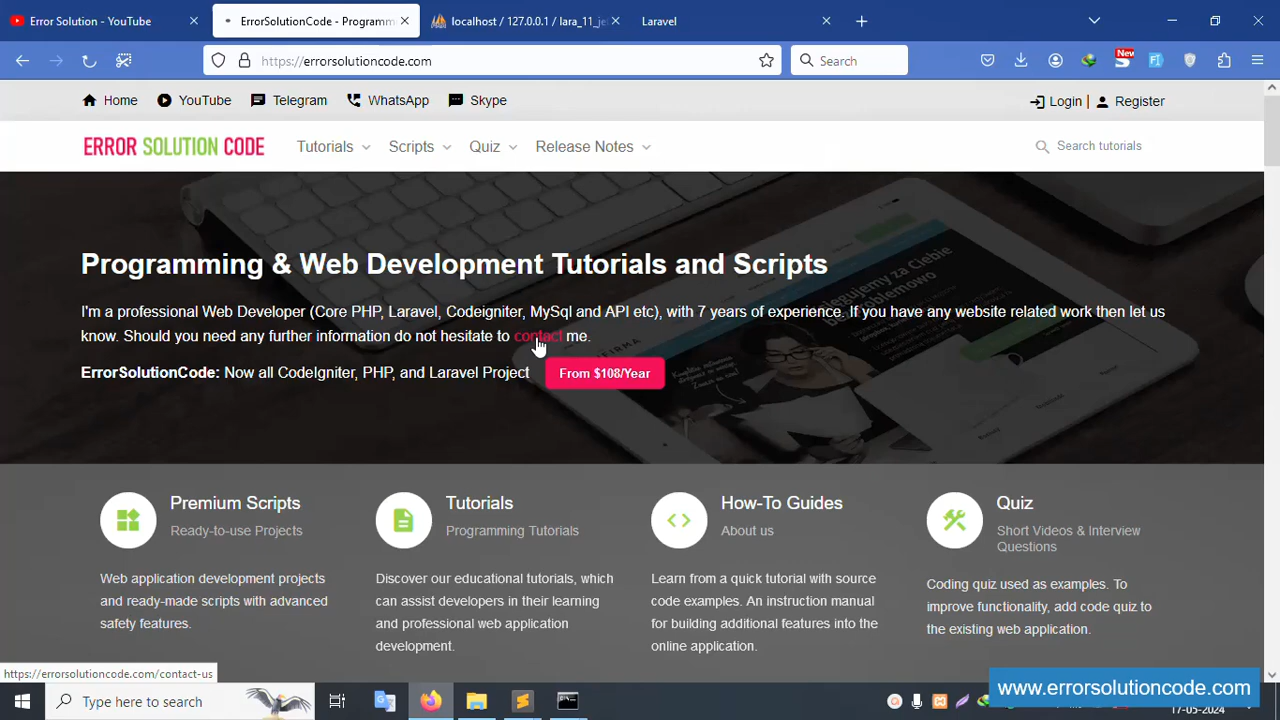 Error Solution - YouTube
ErrorSolutionCode - Programm
localhost / 127.0.0.1 / lara_11_je
Laravel
https://errorsolutioncode.com
Search
New
Home
YouTube
Telegram
WhatsApp
Skype
Login |
Register
ERROR SOLUTION CODE
Tutorials
Scripts
Quiz
Release Notes
Search tutorials
Programming & Web Development Tutorials and Scripts
I'm a professional Web Developer (Core PHP, Laravel, Codeigniter, MySql and API etc), with 7 years of experience. If you have any website related work then let us
know. Should you need any further information do not hesitate to contact me.
ErrorSolutionCode: Now all CodeIgniter, PHP, and Laravel Project
From $108/Year
Premium Scripts
Ready-to-use Projects
Web application development projects
and ready-made scripts with advanced
safety features.
Tutorials
Programming Tutorials
Discover our educational tutorials, which
can assist developers in their learning
and professional web application
development.
How-To Guides
About us
Learn from a quick tutorial with source
code examples. An instruction manual
for building additional features into the
online application.
Quiz
Short Videos & Interview
Questions
Coding quiz used as examples. To
improve functionality, add code quiz to
the existing web application.
https://errorsolutioncode.com/contact-us
Type here to search
www.errorsolutioncode.com
17-05-2024